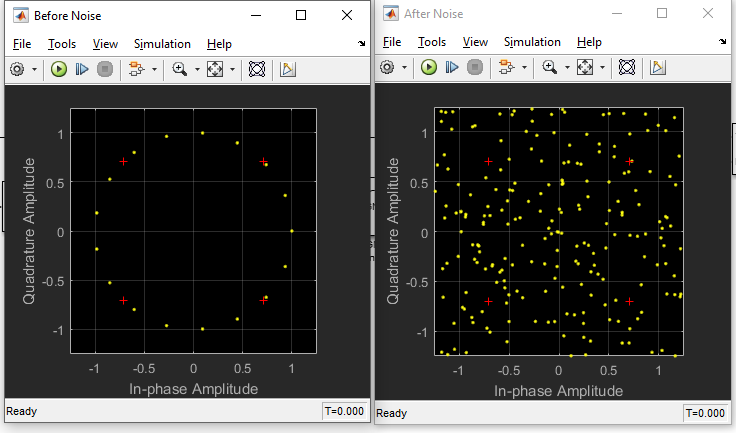 Before Noise
File Tools View Simulation Help
1
0.5
0
-0.5
-1
Quadrature Amplitude
-1 -0.5 0 0.5 1
In-phase Amplitude
Ready T=0.000
After Noise
File Tools View Simulation Help
1
0.5
0
-0.5
-1
Quadrature Amplitude
-1 -0.5 0 0.5 1
In-phase Amplitude
Ready T=0.000